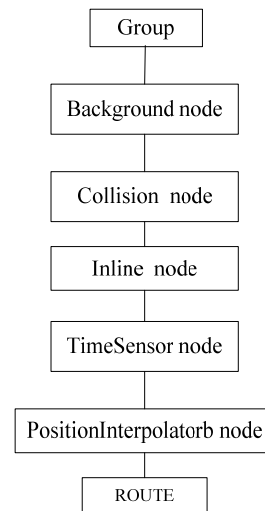 Group
Background node
Collision node
Inline node
TimeSensor node
PositionInterpolatorb node
ROUTE